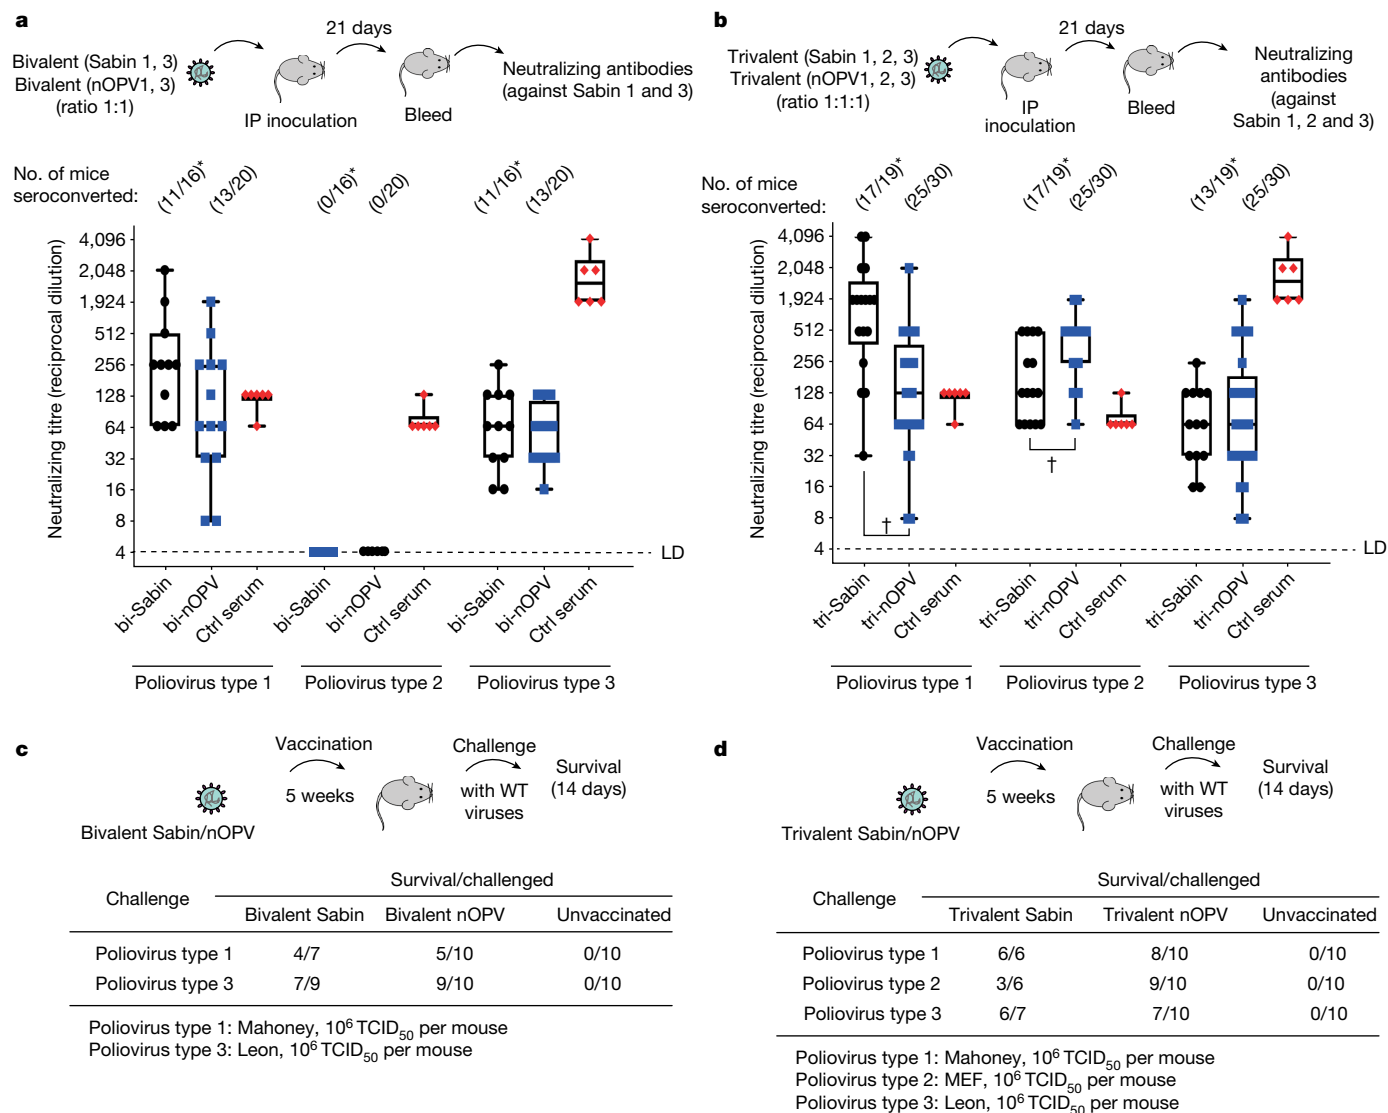 a
21 days
Bivalent (Sabin 1, 3)
Bivalent (nOPV1, 3)
(ratio 1:1)
IP inoculation
Bleed
Neutralizing antibodies
(against Sabin 1 and 3)
No. of mice
seroconverted:
(11/16)*
(13/20)
(0/16)*
(0/20)
(11/16)*
(13/20)
Neutralizing titre (reciprocal dilution)
4,096
2,048
1,924
512
256
128
64
32
16
8
4
LD
bi-Sabin
bi-nOPV
Ctrl serum
bi-Sabin
bi-nOPV
Ctrl serum
bi-Sabin
bi-nOPV
Ctrl serum
Poliovirus type 1
Poliovirus type 2
Poliovirus type 3
b
21 days
Trivalent (Sabin 1, 2, 3)
Trivalent (nOPV1, 2, 3)
(ratio 1:1:1)
IP
inoculation
Bleed
Neutralizing
antibodies
(against
Sabin 1, 2 and 3)
No. of mice
seroconverted:
(17/19)*
(25/30)
(17/19)*
(25/30)
(13/19)*
(25/30)
Neutralizing titre (reciprocal dilution)
4,096
2,048
1,924
512
256
128
64
32
16
8
4
†
†
LD
tri-Sabin
tri-nOPV
Ctrl serum
tri-Sabin
tri-nOPV
Ctrl serum
tri-Sabin
tri-nOPV
Ctrl serum
Poliovirus type 1
Poliovirus type 2
Poliovirus type 3
c
Vaccination
5 weeks
Challenge
with WT
viruses
Survival
(14 days)
Bivalent Sabin/nOPV
Challenge
Survival/challenged
Bivalent Sabin Bivalent nOPV Unvaccinated
Poliovirus type 1 4/7 5/10 0/10
Poliovirus type 3 7/9 9/10 0/10
Poliovirus type 1: Mahoney, 10⁶ TCID₅₀ per mouse
Poliovirus type 3: Leon, 10⁶ TCID₅₀ per mouse
d
Vaccination
5 weeks
Challenge
with WT
viruses
Survival
(14 days)
Trivalent Sabin/nOPV
Challenge
Survival/challenged
Trivalent Sabin Trivalent nOPV Unvaccinated
Poliovirus type 1 6/6 8/10 0/10
Poliovirus type 2 3/6 9/10 0/10
Poliovirus type 3 6/7 7/10 0/10
Poliovirus type 1: Mahoney, 10⁶ TCID₅₀ per mouse
Poliovirus type 2: MEF, 10⁶ TCID₅₀ per mouse
Poliovirus type 3: Leon, 10⁶ TCID₅₀ per mouse